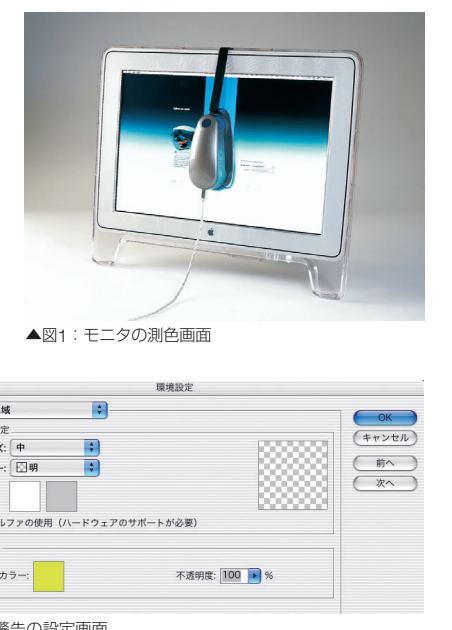 ▲図1：モニタの測色画面
環境設定
域
定
ズ: 中
ー: 明
ルファの使用（ハードウェアのサポートが必要）
カラー:
不透明度: 100 %
OK
キャンセル
前へ
次へ
警告の設定画面